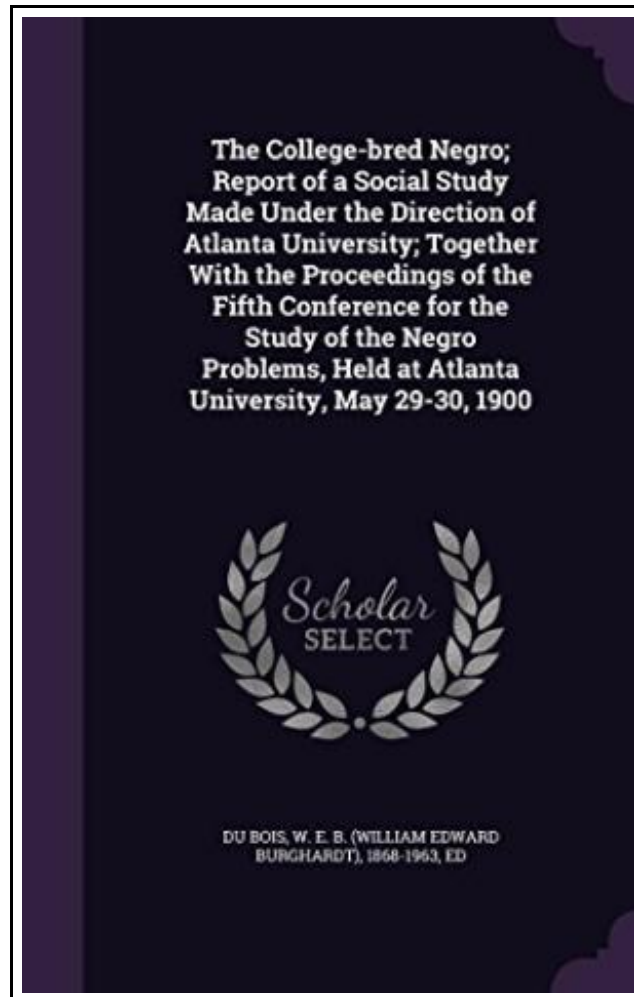 The College-bred Negro;
Report of a Social Study
Made Under the Direction of
Atlanta University; Together
With the Proceedings of the
Fifth Conference for the
Study of the Negro
Problems, Held at Atlanta
University, May 29-30, 1900
Scholar
SELECT
DU BOIS, W. E. B. (WILLIAM EDWARD
BURGHARDT), 1868-1963, ED